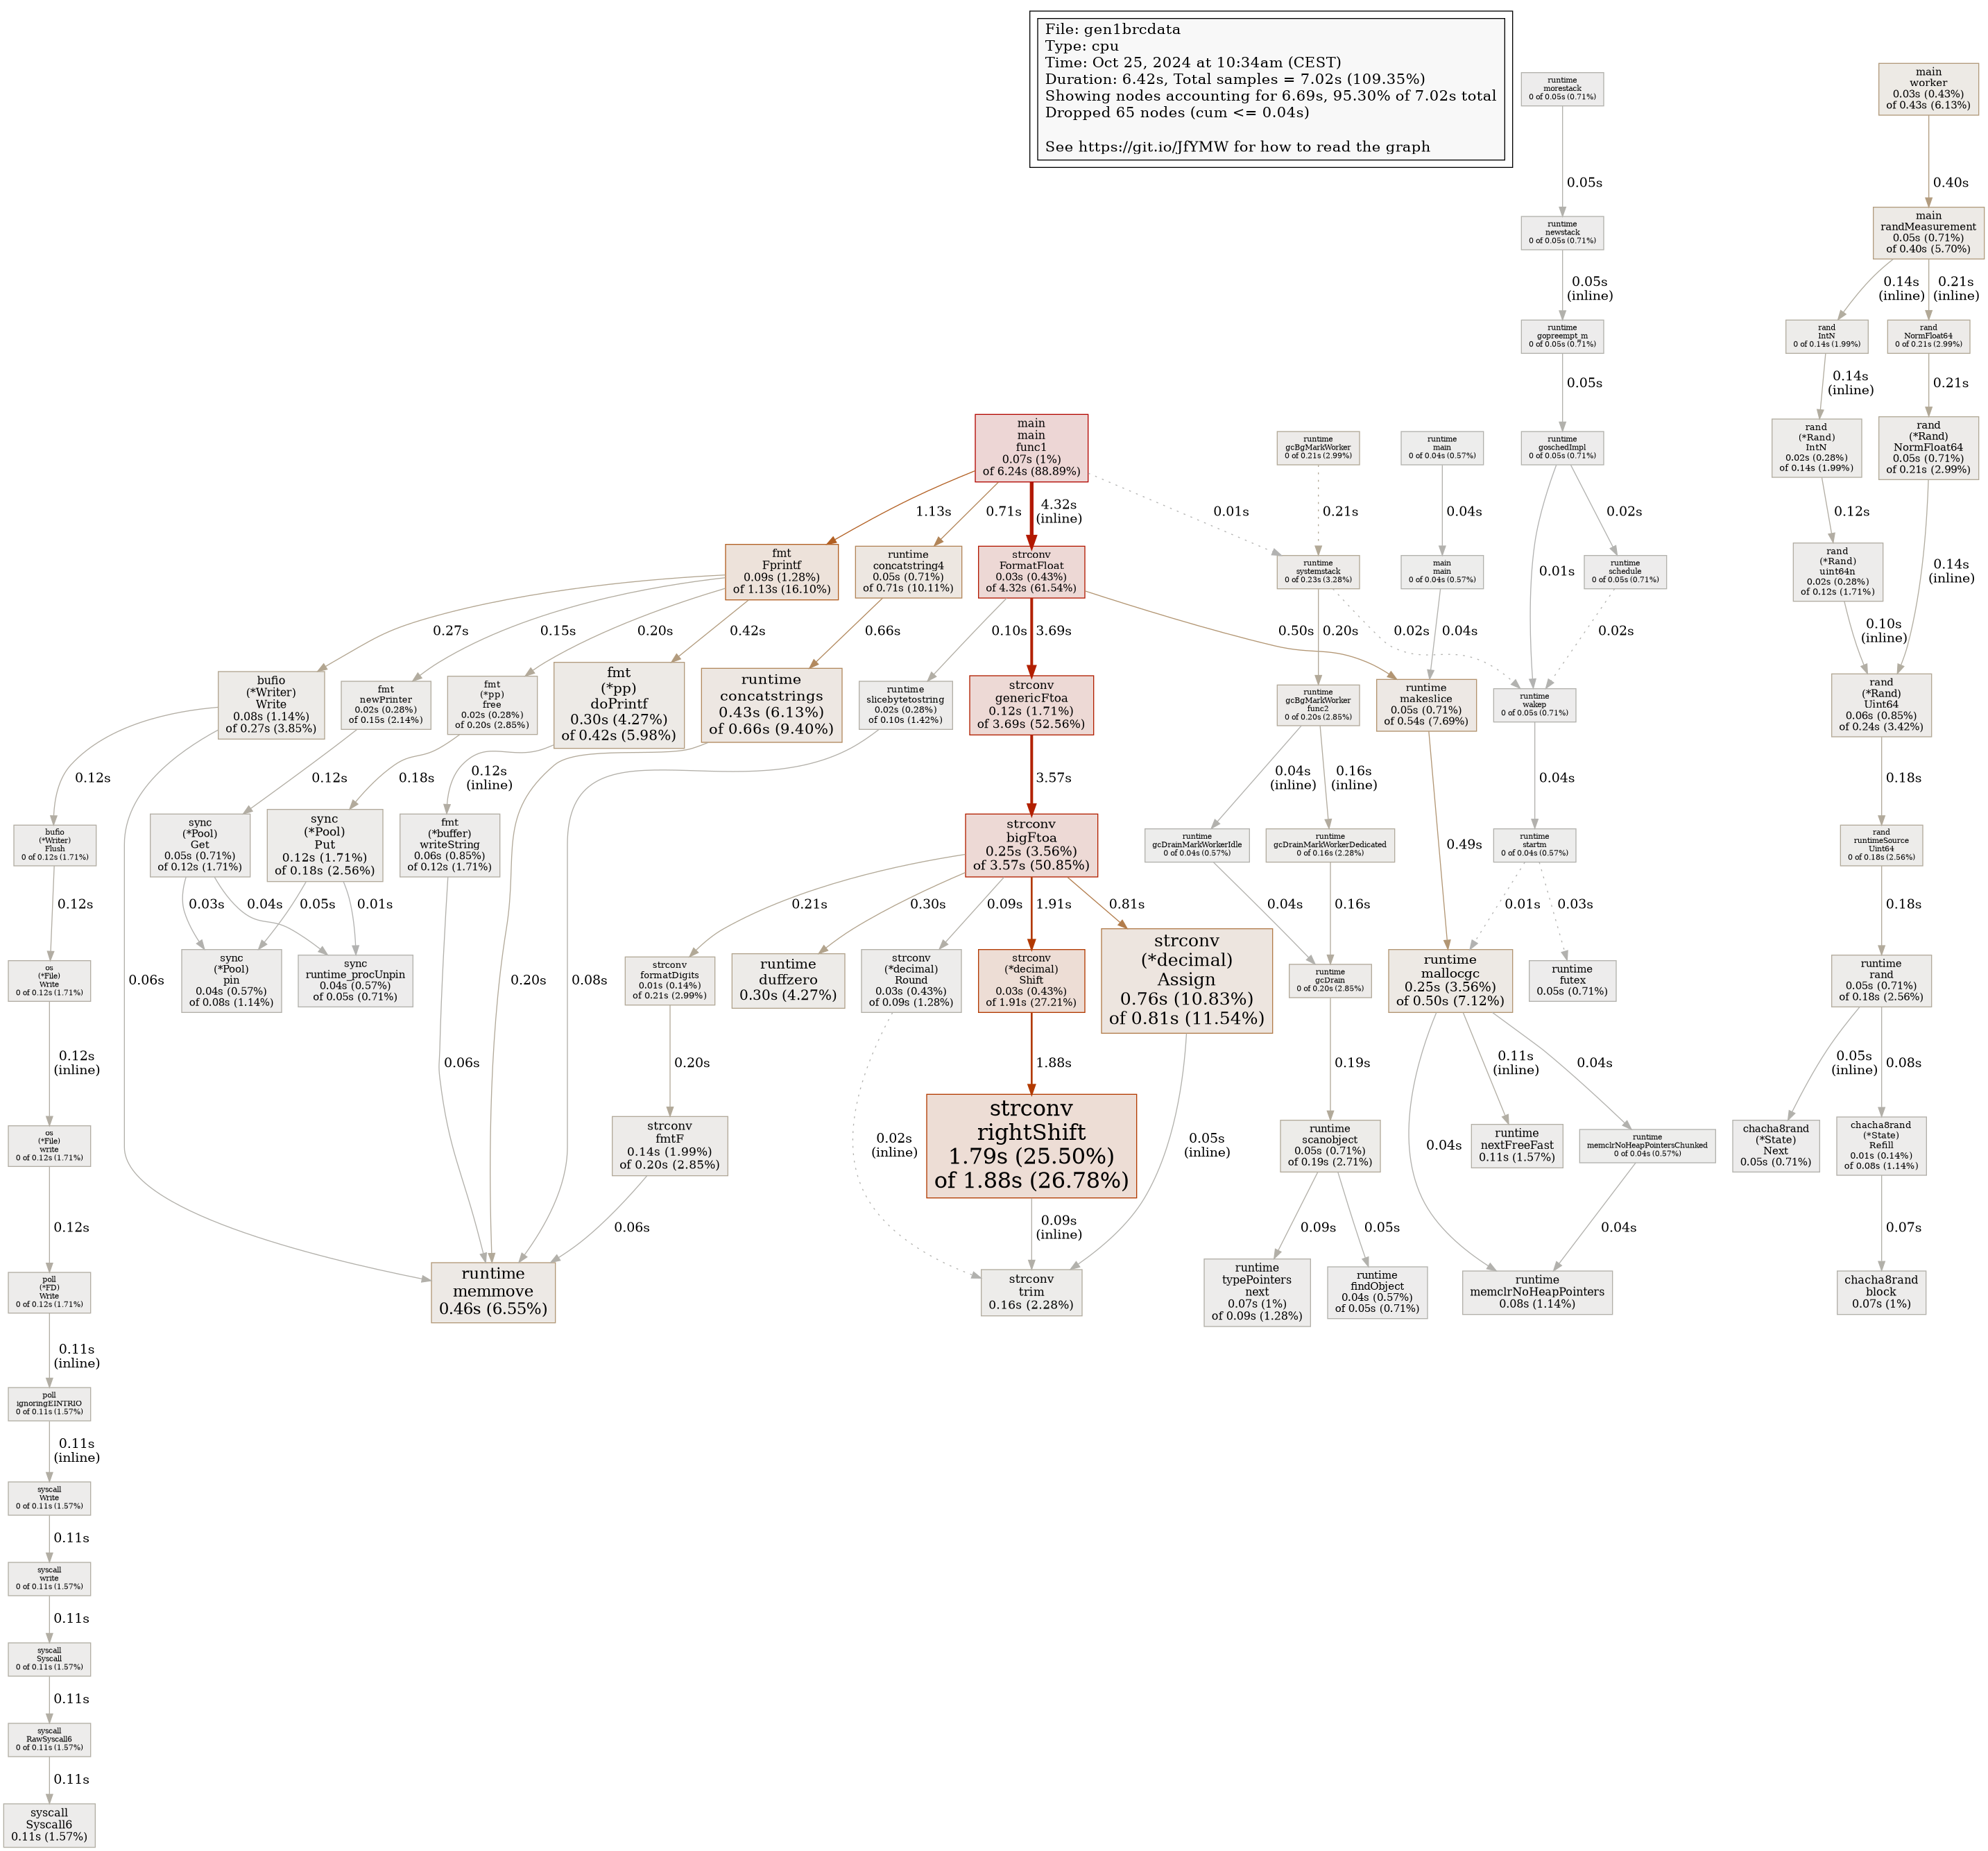 File: gen1brcdata
Type: cpu
Time: Oct 25, 2024 at 10:34am (CEST)
Duration: 6.42s, Total samples = 7.02s (109.35%)
Showing nodes accounting for 6.69s, 95.30% of 7.02s total
Dropped 65 nodes (cum <= 0.04s)
See https://git.io/JfYMW for how to read the graph
runtime
morestack
0 of 0.05s (0.71%)
main
worker
0.03s (0.43%)
of 0.43s (6.13%)
0.05s
0.40s
runtime
newstack
0 of 0.05s (0.71%)
main
randMeasurement
0.05s (0.71%)
of 0.40s (5.70%)
0.05s
(inline)
0.14s
(inline)
0.21s
(inline)
runtime
gopreempt_m
0 of 0.05s (0.71%)
rand
IntN
0 of 0.14s (1.99%)
rand
NormFloat64
0 of 0.21s (2.99%)
0.05s
0.14s
(inline)
0.21s
main
main
func1
0.07s (1%)
of 6.24s (88.89%)
runtime
gcBgMarkWorker
0 of 0.21s (2.99%)
runtime
main
0 of 0.04s (0.57%)
runtime
goschedImpl
0 of 0.05s (0.71%)
rand
(*Rand)
IntN
0.02s (0.28%)
of 0.14s (1.99%)
rand
(*Rand)
NormFloat64
0.05s (0.71%)
of 0.21s (2.99%)
1.13s
0.71s
4.32s
(inline)
0.01s
0.21s
0.04s
0.01s
0.02s
0.12s
0.14s
(inline)
fmt
Fprintf
0.09s (1.28%)
of 1.13s (16.10%)
runtime
concatstring4
0.05s (0.71%)
of 0.71s (10.11%)
strconv
FormatFloat
0.03s (0.43%)
of 4.32s (61.54%)
runtime
systemstack
0 of 0.23s (3.28%)
main
main
0 of 0.04s (0.57%)
runtime
schedule
0 of 0.05s (0.71%)
rand
(*Rand)
uint64n
0.02s (0.28%)
of 0.12s (1.71%)
0.27s
0.15s
0.20s
0.42s
0.66s
0.10s
3.69s
0.50s
0.20s
0.02s
0.04s
0.02s
0.10s
(inline)
bufio
(*Writer)
Write
0.08s (1.14%)
of 0.27s (3.85%)
fmt
newPrinter
0.02s (0.28%)
of 0.15s (2.14%)
fmt
(*pp)
free
0.02s (0.28%)
of 0.20s (2.85%)
fmt
(*pp)
doPrintf
0.30s (4.27%)
of 0.42s (5.98%)
runtime
concatstrings
0.43s (6.13%)
of 0.66s (9.40%)
runtime
slicebytetostring
0.02s (0.28%)
of 0.10s (1.42%)
strconv
genericFtoa
0.12s (1.71%)
of 3.69s (52.56%)
runtime
gcBgMarkWorker
func2
0 of 0.20s (2.85%)
runtime
makeslice
0.05s (0.71%)
of 0.54s (7.69%)
runtime
wakep
0 of 0.05s (0.71%)
rand
(*Rand)
Uint64
0.06s (0.85%)
of 0.24s (3.42%)
0.12s
0.06s
0.12s
0.18s
0.12s
(inline)
0.20s
0.08s
3.57s
0.04s
(inline)
0.16s
(inline)
0.49s
0.04s
0.18s
bufio
(*Writer)
Flush
0 of 0.12s (1.71%)
sync
(*Pool)
Get
0.05s (0.71%)
of 0.12s (1.71%)
sync
(*Pool)
Put
0.12s (1.71%)
of 0.18s (2.56%)
fmt
(*buffer)
writeString
0.06s (0.85%)
of 0.12s (1.71%)
strconv
bigFtoa
0.25s (3.56%)
of 3.57s (50.85%)
runtime
gcDrainMarkWorkerIdle
0 of 0.04s (0.57%)
runtime
gcDrainMarkWorkerDedicated
0 of 0.16s (2.28%)
runtime
startm
0 of 0.04s (0.57%)
rand
runtimeSource
Uint64
0 of 0.18s (2.56%)
0.12s
0.03s
0.04s
0.05s
0.01s
0.06s
0.21s
0.30s
0.09s
1.91s
0.81s
0.04s
0.16s
0.01s
0.03s
0.18s
os
(*File)
Write
0 of 0.12s (1.71%)
sync
(*Pool)
pin
0.04s (0.57%)
of 0.08s (1.14%)
sync
runtime_procUnpin
0.04s (0.57%)
of 0.05s (0.71%)
strconv
formatDigits
0.01s (0.14%)
of 0.21s (2.99%)
runtime
duffzero
0.30s (4.27%)
strconv
(*decimal)
Round
0.03s (0.43%)
of 0.09s (1.28%)
strconv
(*decimal)
Shift
0.03s (0.43%)
of 1.91s (27.21%)
strconv
(*decimal)
Assign
0.76s (10.83%)
of 0.81s (11.54%)
runtime
gcDrain
0 of 0.20s (2.85%)
runtime
mallocgc
0.25s (3.56%)
of 0.50s (7.12%)
runtime
futex
0.05s (0.71%)
runtime
rand
0.05s (0.71%)
of 0.18s (2.56%)
0.12s
(inline)
0.20s
0.02s
(inline)
1.88s
0.05s
(inline)
0.19s
0.04s
0.11s
(inline)
0.04s
0.05s
(inline)
0.08s
os
(*File)
write
0 of 0.12s (1.71%)
strconv
fmtF
0.14s (1.99%)
of 0.20s (2.85%)
strconv
rightShift
1.79s (25.50%)
of 1.88s (26.78%)
runtime
scanobject
0.05s (0.71%)
of 0.19s (2.71%)
runtime
nextFreeFast
0.11s (1.57%)
runtime
memclrNoHeapPointersChunked
0 of 0.04s (0.57%)
chacha8rand
(*State)
Next
0.05s (0.71%)
chacha8rand
(*State)
Refill
0.01s (0.14%)
of 0.08s (1.14%)
0.12s
0.06s
0.09s
(inline)
0.09s
0.05s
0.04s
0.07s
poll
(*FD)
Write
0 of 0.12s (1.71%)
runtime
memmove
0.46s (6.55%)
strconv
trim
0.16s (2.28%)
runtime
typePointers
next
0.07s (1%)
of 0.09s (1.28%)
runtime
findObject
0.04s (0.57%)
of 0.05s (0.71%)
runtime
memclrNoHeapPointers
0.08s (1.14%)
chacha8rand
block
0.07s (1%)
0.11s
(inline)
poll
ignoringEINTRIO
0 of 0.11s (1.57%)
0.11s
(inline)
syscall
Write
0 of 0.11s (1.57%)
0.11s
syscall
write
0 of 0.11s (1.57%)
0.11s
syscall
Syscall
0 of 0.11s (1.57%)
0.11s
syscall
RawSyscall6
0 of 0.11s (1.57%)
0.11s
syscall
Syscall6
0.11s (1.57%)